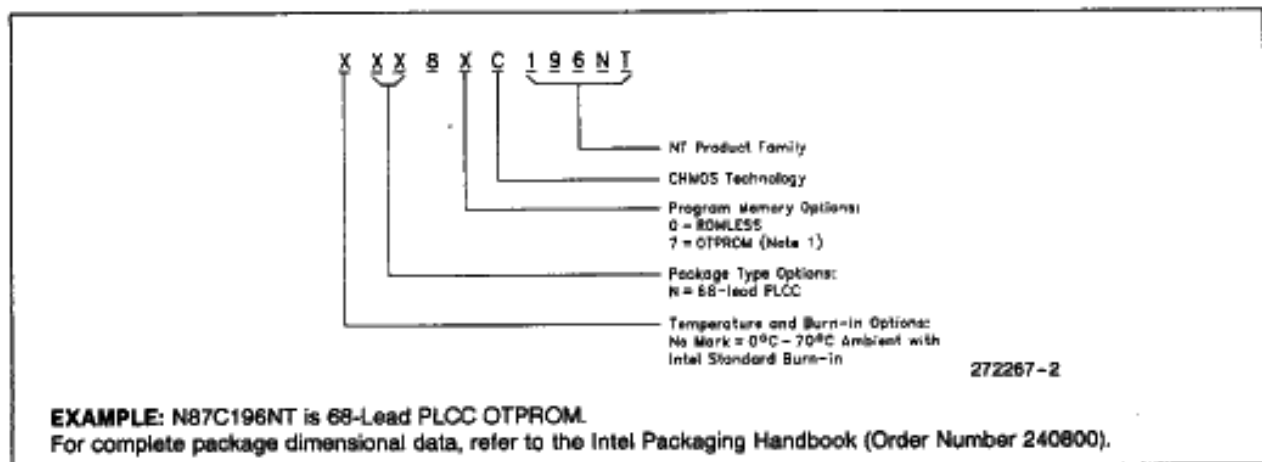 X XX 8 X C 196NT
NT Product Family
CHMOS Technology
Program Memory Options:
0 = ROMLESS
7 = OTPROM (Note 1)
Package Type Options:
N = 68-lead PLCC
Temperature and Burn-in Options:
No Mark = 0°C - 70°C Ambient with
Intel Standard Burn-in
272267-2
EXAMPLE: N87C196NT is 68-Lead PLCC OTPROM.
For complete package dimensional data, refer to the Intel Packaging Handbook (Order Number 240800).